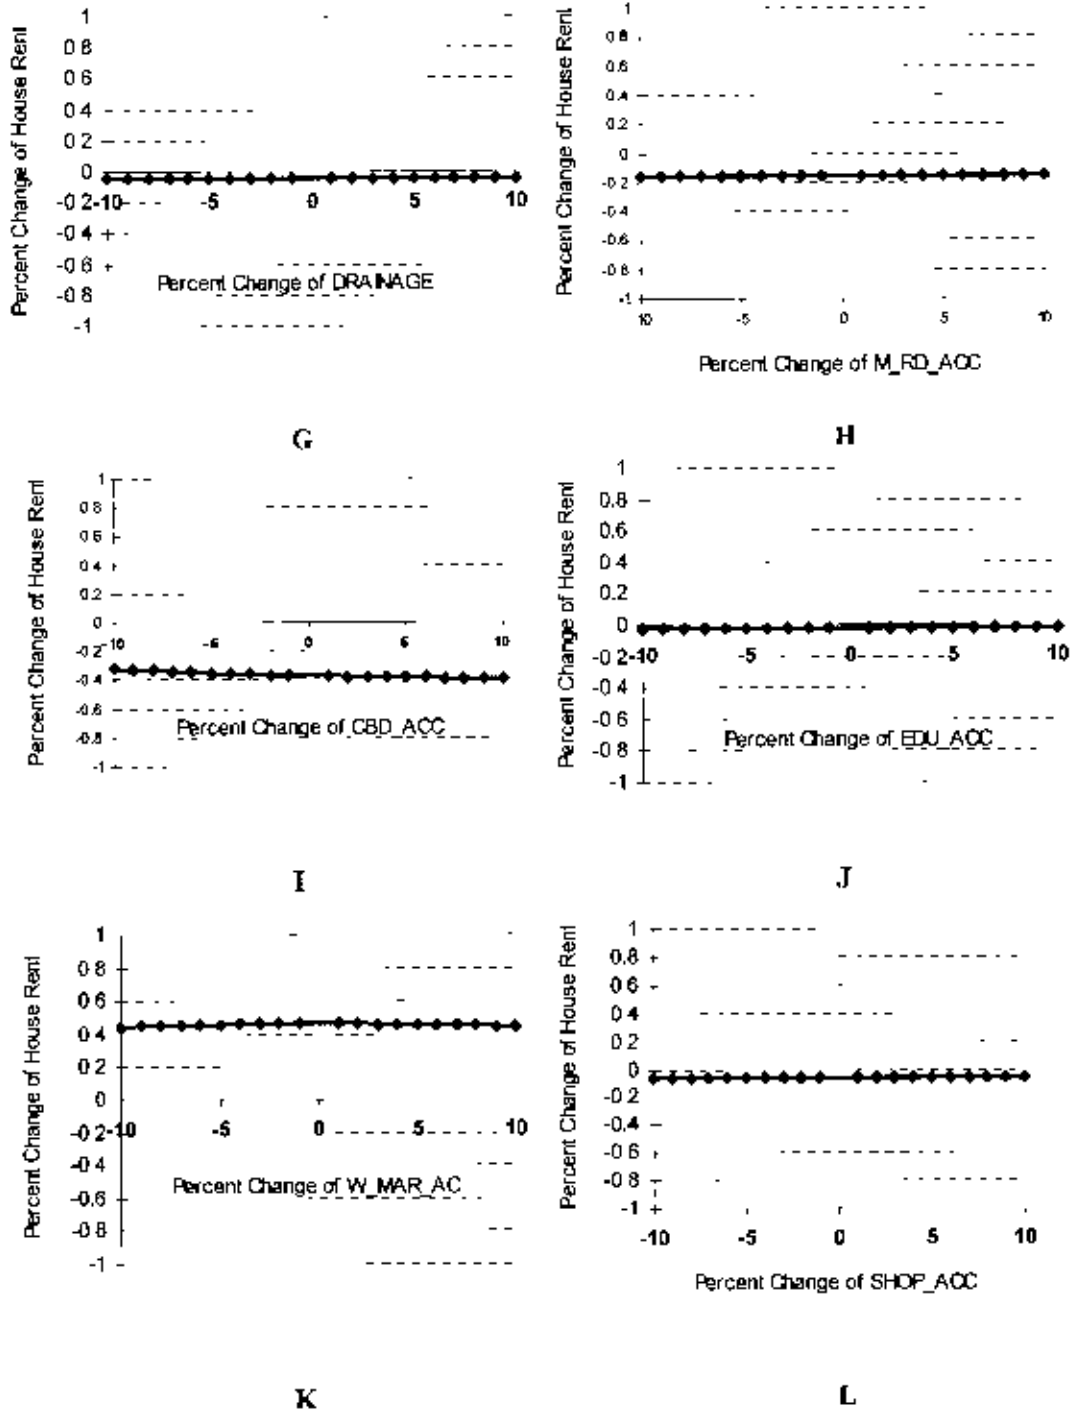 Percent Change of House Rent
1
0.8
0.6
0.4
0.2
0
-0.2
-0.4
-0.6
-0.8
-1
-10 -5 0 5 10
Percent Change of DRAINAGE
G
Percent Change of House Rent
1
0.8
0.6
0.4
0.2
0
-0.2
-0.4
-0.6
-0.8
-1
10 -5 0 5 10
Percent Change of M_RD_ACC
H
Percent Change of House Rent
1
0.8
0.6
0.4
0.2
0
-0.2
-0.4
-0.6
-0.8
-1
-10 -5 0 5 10
Percent Change of CBD_ACC
I
Percent Change of House Rent
1
0.8
0.6
0.4
0.2
0
-0.2
-0.4
-0.6
-0.8
-1
-10 -5 0 5 10
Percent Change of EDU_ACC
J
Percent Change of House Rent
1
0.8
0.6
0.4
0.2
0
-0.2
-0.4
-0.6
-0.8
-1
-10 -5 0 5 10
Percent Change of W_MAR_AC
K
Percent Change of House Rent
1
0.8
0.6
0.4
0.2
0
-0.2
-0.4
-0.6
-0.8
-1
-10 -5 0 5 10
Percent Change of SHOP_ACC
L